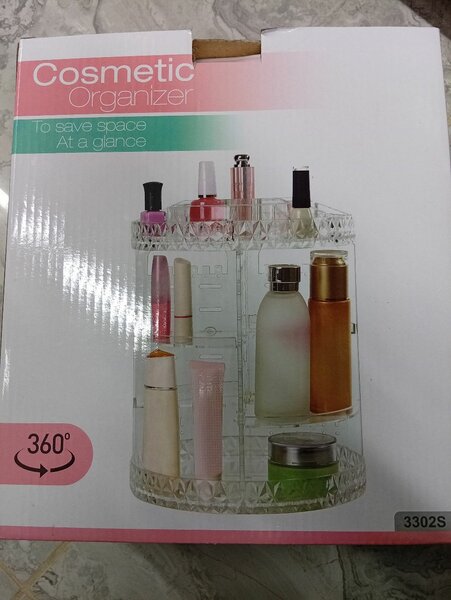 Cosmetic
Organizer
To save space
At a glance
360°
3302S